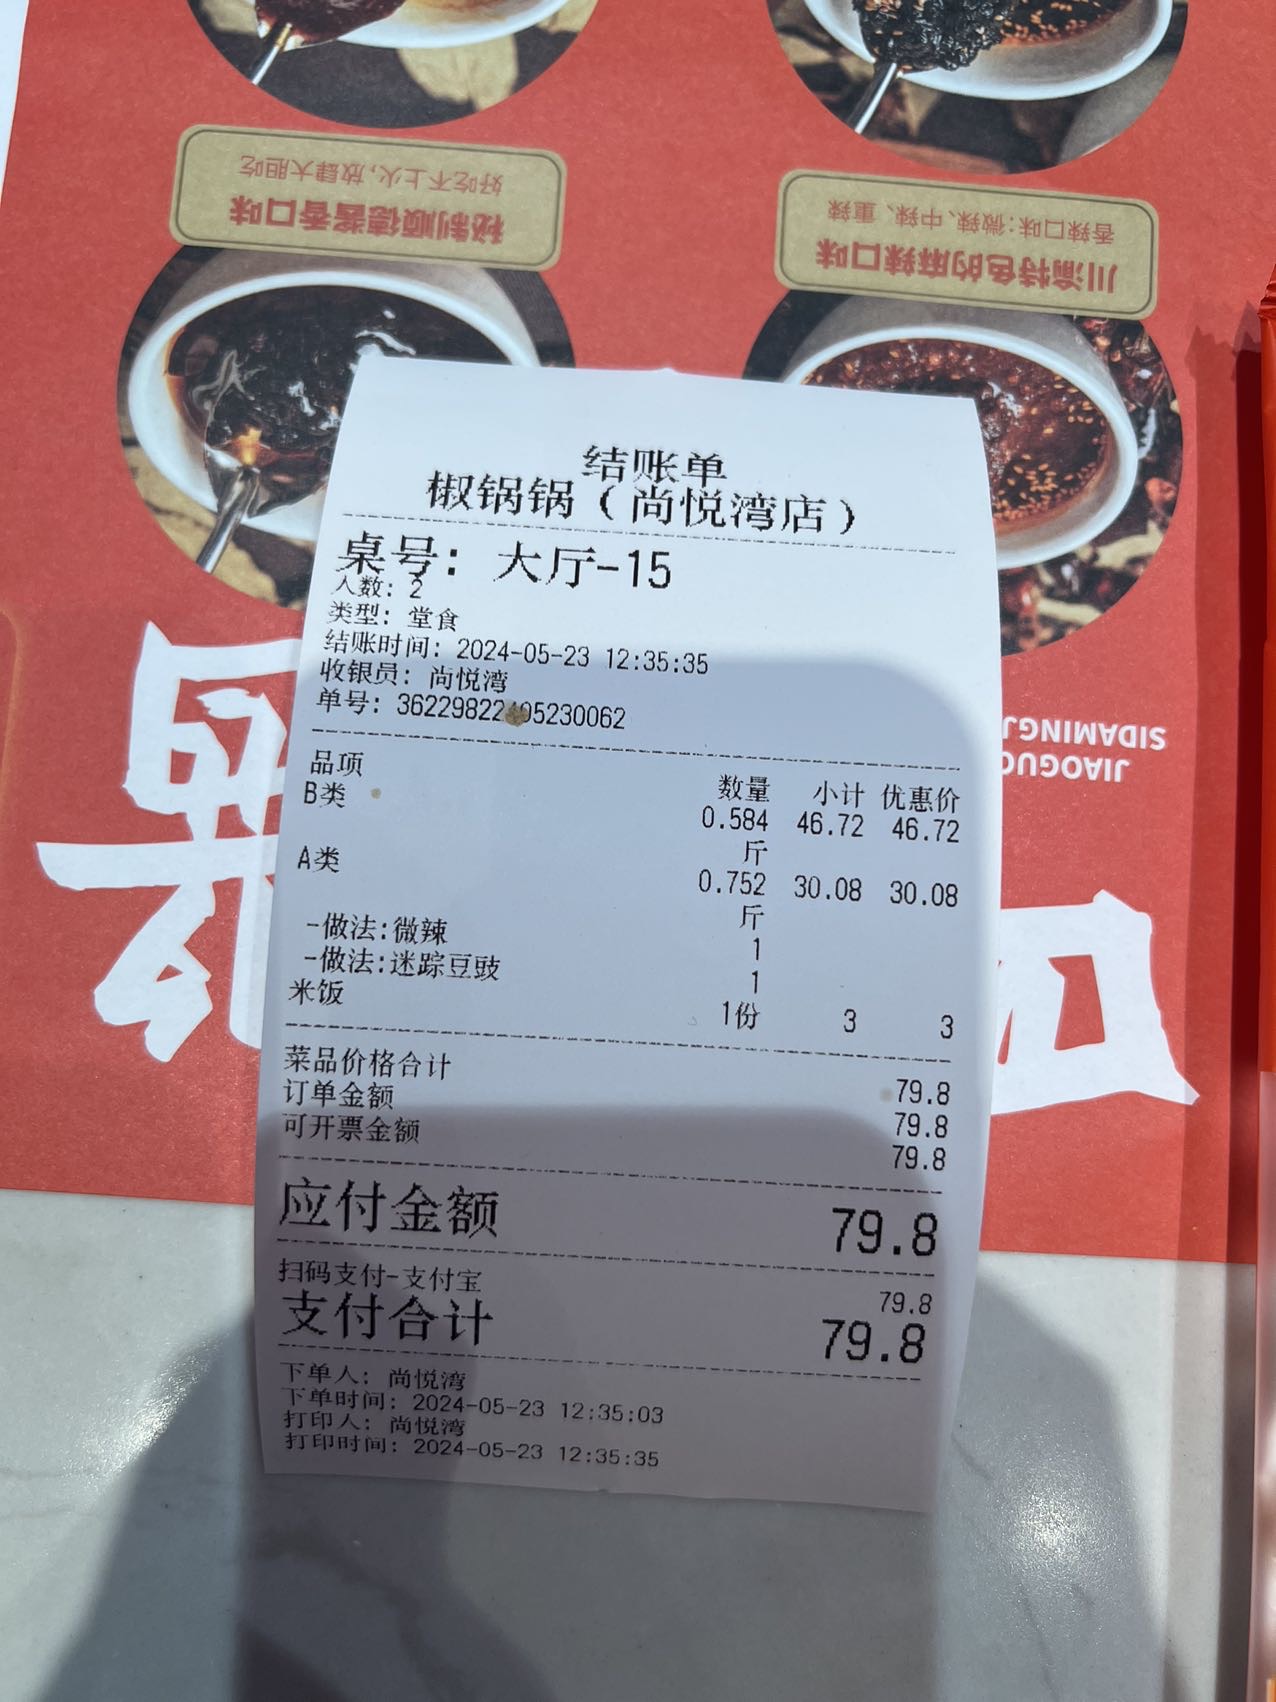 好吃不上火，放肆大胆吃
秘制顺德酱香口味
香辣口味：微辣、中辣、重辣
川渝特色的麻辣口味
结账单
椒锅锅（尚悦湾店）
桌号：大厅-15
人数：2
类型：堂食
结账时间：2024-05-23 12:35:35
收银员：尚悦湾
单号：
品项 数量 小计 优惠价
B类 0.584 46.72 46.72
斤
A类 0.752 30.08 30.08
斤
-做法:微辣 1
-做法:迷踪豆豉 1
米饭 1份 3 3
菜品价格合计 79.8
订单金额 79.8
可开票金额 79.8
应付金额 79.8
扫码支付-支付宝 79.8
支付合计 79.8
下单人：尚悦湾
下单时间：2024-05-23 12:35:03
打印人：尚悦湾
打印时间：2024-05-23 12:35:35